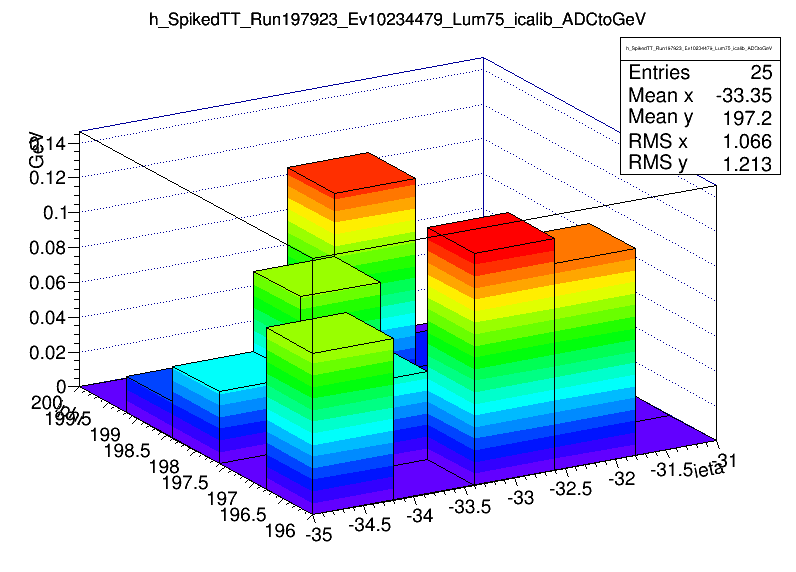 h_SpikedTT_Run197923_Ev10234479_Lum75_icalib_ADCtoGeV
h_SpikedTT_Run197923_Ev10234479_Lum75_icalib_ADCtoGeV
Entries 25
Mean x -33.35
Mean y 197.2
RMS x 1.066
RMS y 1.213
GeV
0.14
0.12
0.1
0.08
0.06
0.04
0.02
0
200
199.5
199
198.5
198
197.5
197
196.5
196
-35
-34.5
-34
-33.5
-33
-32.5
-32
-31.5
-31
ieta